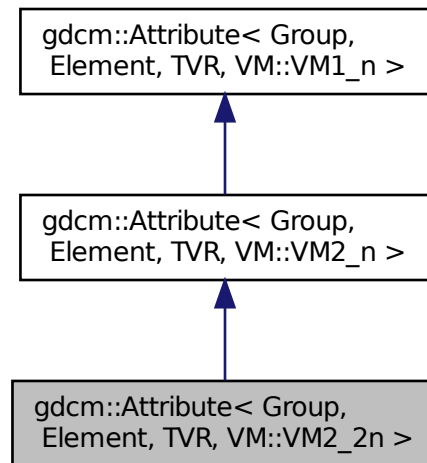 gdcm::Attribute< Group,
Element, TVR, VM::VM1_n >
gdcm::Attribute< Group,
Element, TVR, VM::VM2_n >
gdcm::Attribute< Group,
Element, TVR, VM::VM2_2n >